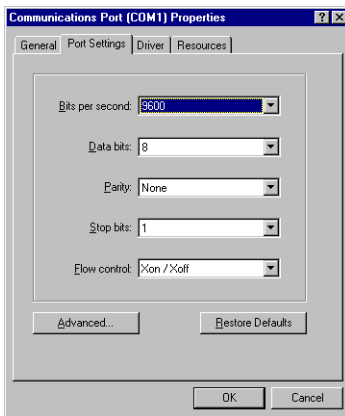 Communications Port (COM1) Properties
General Port Settings Driver Resources
Bits per second: 9600
Data bits: 8
Parity: None
Stop bits: 1
Flow control: Xon / Xoff
Advanced... Restore Defaults
OK Cancel